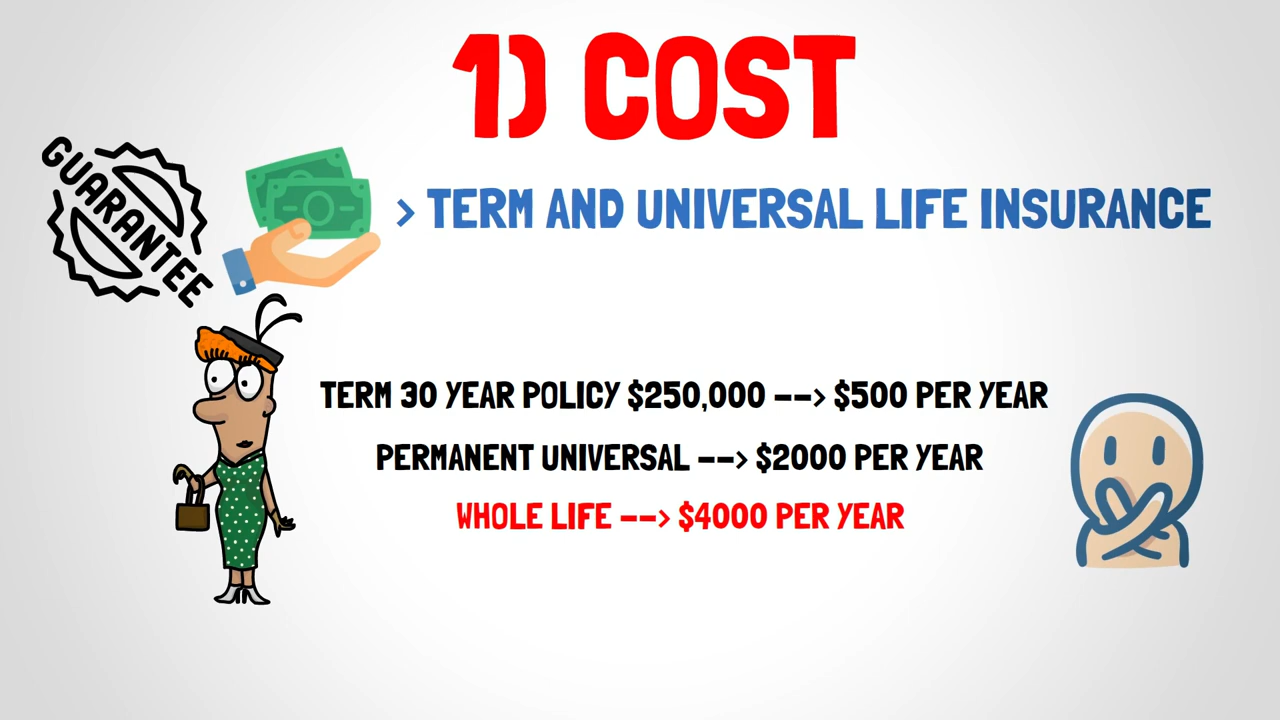 1) COST
GUARANTEE
> TERM AND UNIVERSAL LIFE INSURANCE
TERM 30 YEAR POLICY $250,000 --> $500 PER YEAR
PERMANENT UNIVERSAL --> $2000 PER YEAR
WHOLE LIFE --> $4000 PER YEAR